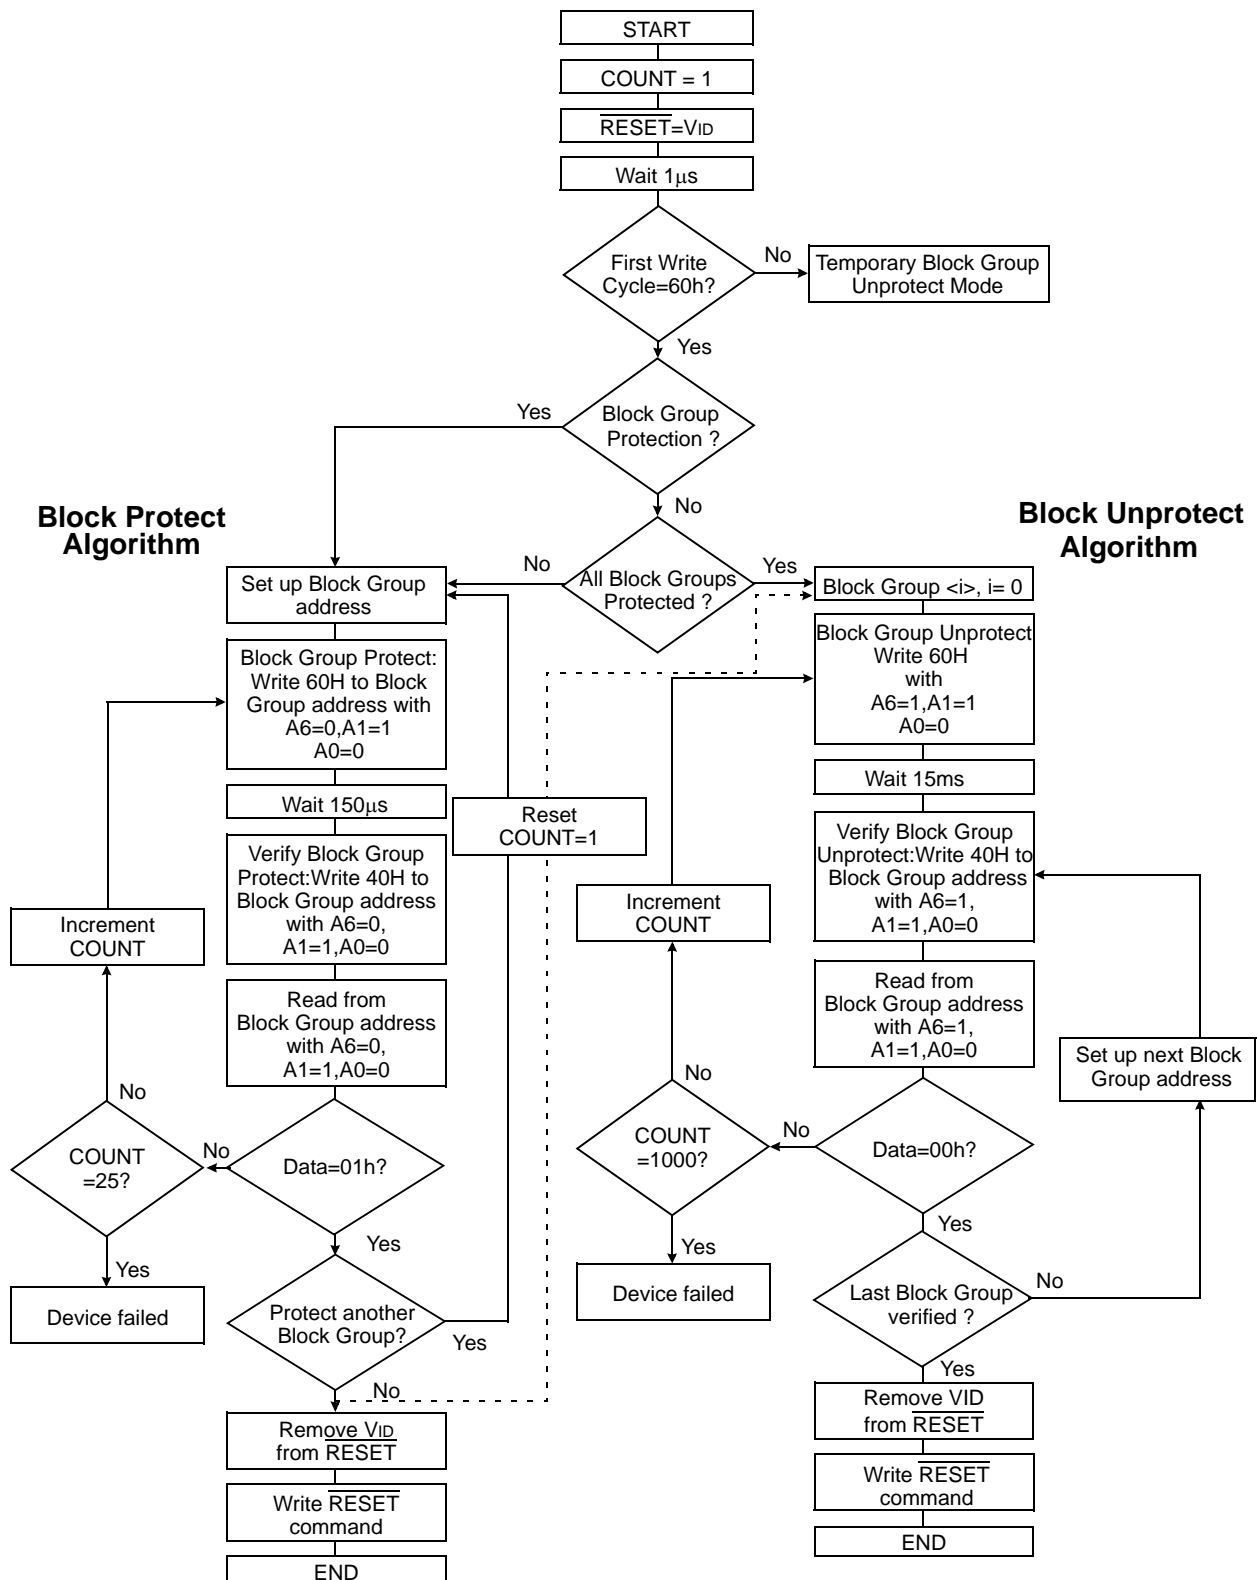 START
COUNT = 1
RESET=VID
Wait 1μs
First Write
Cycle=60h?
No
Temporary Block Group
Unprotect Mode
Yes
Block Group
Protection ?
Yes
No
Block Protect
Algorithm
Block Unprotect
Algorithm
All Block Groups
Protected ?
No
Yes
Set up Block Group
address
Block Group Protect:
Write 60H to Block
Group address with
A6=0,A1=1
A0=0
Wait 150μs
Verify Block Group
Protect:Write 40H to
Block Group address
with A6=0,
A1=1,A0=0
Read from
Block Group address
with A6=0,
A1=1,A0=0
Data=01h?
No
COUNT
=25?
No
Increment
COUNT
Yes
Device failed
Yes
Protect another
Block Group?
Yes
Reset
COUNT=1
No
Remove VID
from RESET
Write RESET
command
END
Block Group <i>, i= 0
Block Group Unprotect
Write 60H
with
A6=1,A1=1
A0=0
Wait 15ms
Verify Block Group
Unprotect:Write 40H to
Block Group address
with A6=1,
A1=1,A0=0
Read from
Block Group address
with A6=1,
A1=1,A0=0
Data=00h?
No
COUNT
=1000?
No
Increment
COUNT
Yes
Device failed
Yes
Last Block Group
verified ?
No
Set up next Block
Group address
Yes
Remove VID
from RESET
Write RESET
command
END